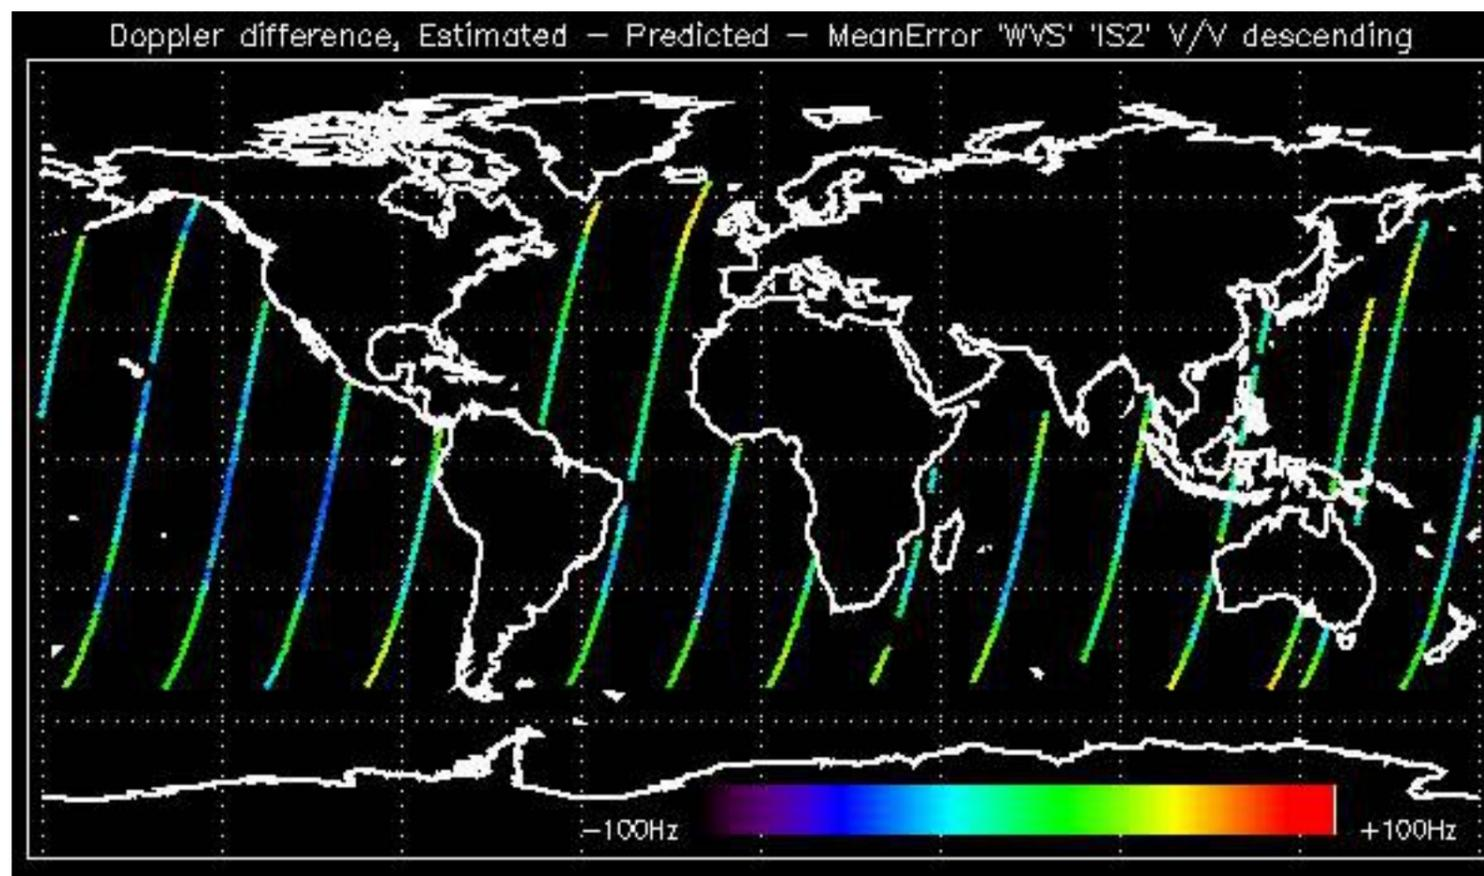 Doppler difference, Estimated – Predicted – MeanError 'WVS' 'IS2' V/V descending
–100Hz
+100Hz